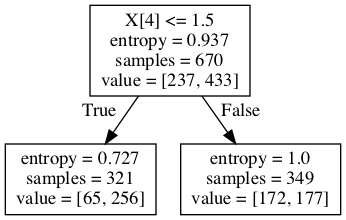 X[4] <= 1.5
entropy = 0.937
samples = 670
value = [237, 433]
True
False
entropy = 0.727
samples = 321
value = [65, 256]
entropy = 1.0
samples = 349
value = [172, 177]